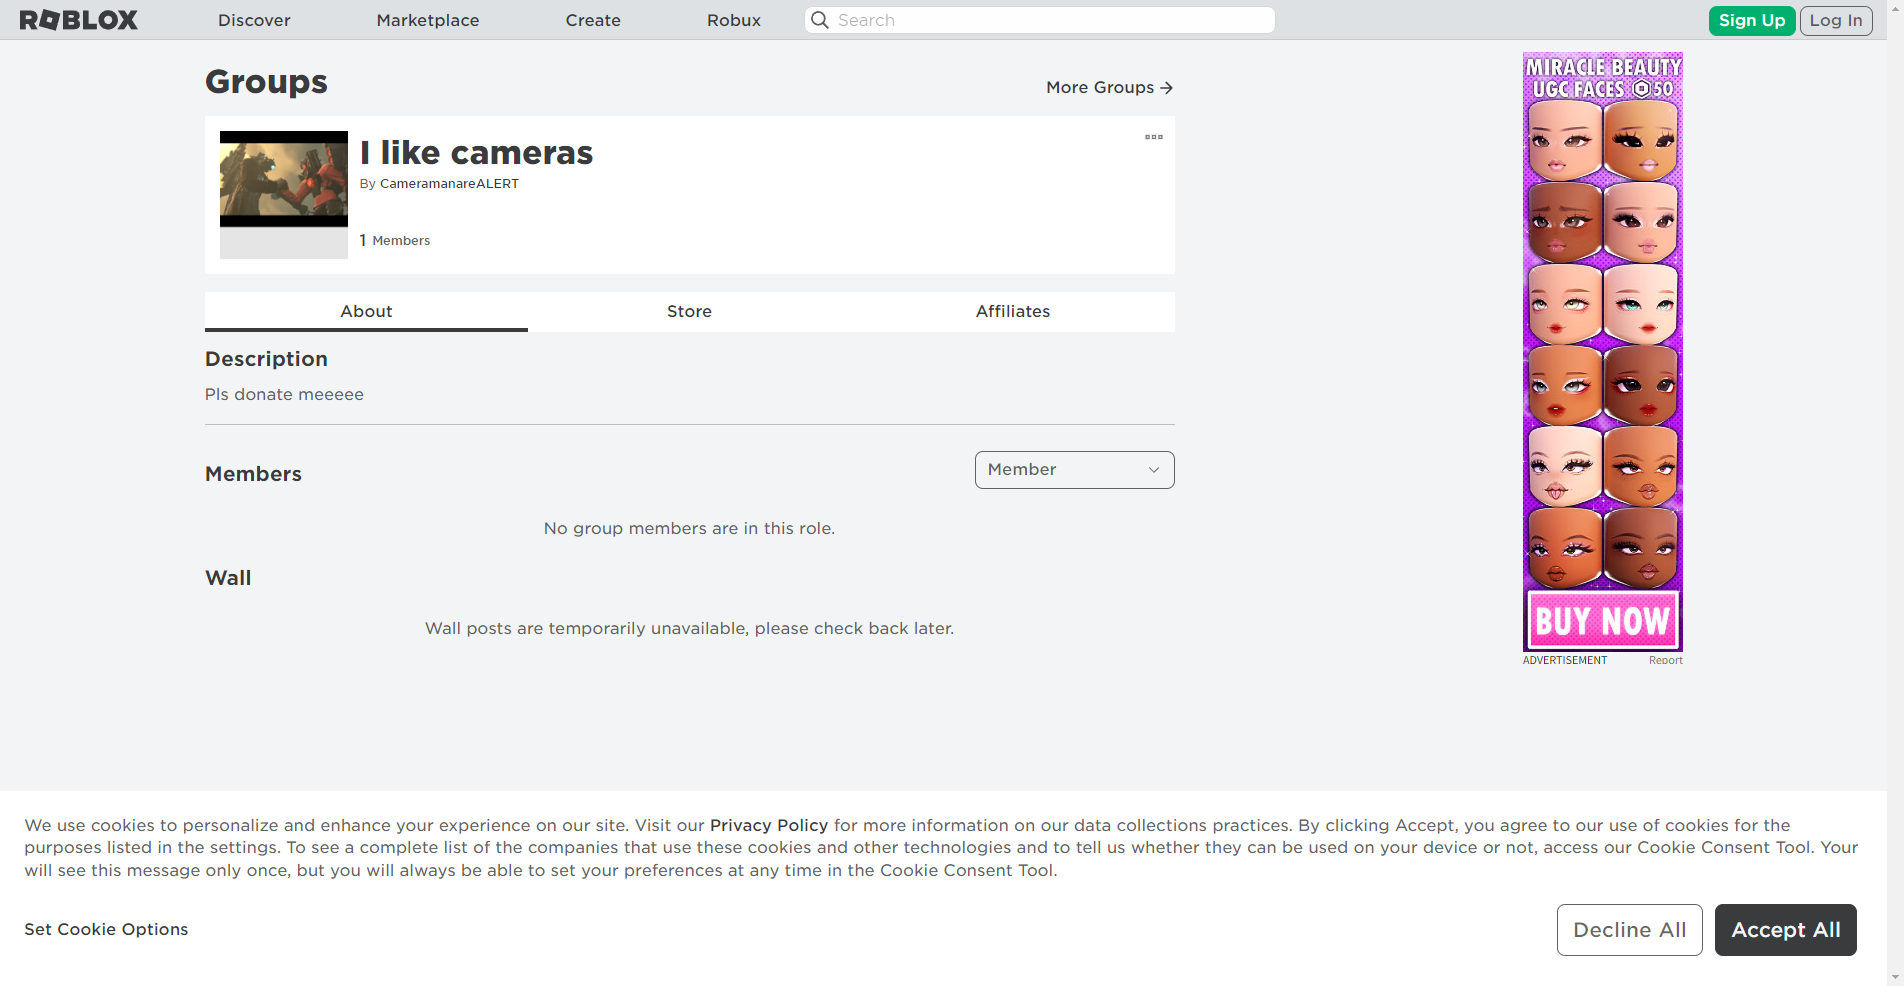 ROBLOX
Discover
Marketplace
Create
Robux
Search
Sign Up
Log In
Groups
More Groups
I like cameras
By CameramanareALERT
1 Members
About
Store
Affiliates
Description
Pls donate meeeee
Members
Member
No group members are in this role.
Wall
Wall posts are temporarily unavailable, please check back later.
MIRACLE BEAUTY
UGC FACES 50
BUY NOW
ADVERTISEMENT
Report
We use cookies to personalize and enhance your experience on our site. Visit our Privacy Policy for more information on our data collections practices. By clicking Accept, you agree to our use of cookies for the
purposes listed in the settings. To see a complete list of the companies that use these cookies and other technologies and to tell us whether they can be used on your device or not, access our Cookie Consent Tool. Your
will see this message only once, but you will always be able to set your preferences at any time in the Cookie Consent Tool.
Set Cookie Options
Decline All
Accept All